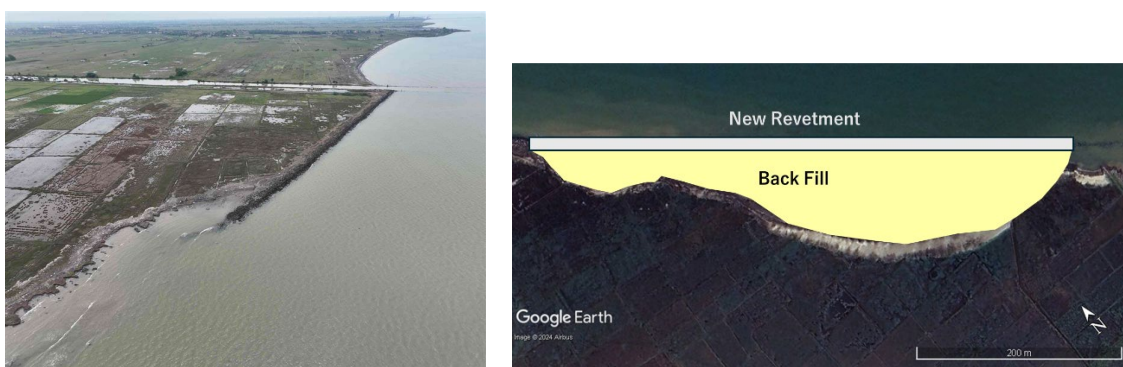 New Revetment
Back Fill
Google Earth
Image © 2024 Airbus
N
200 m